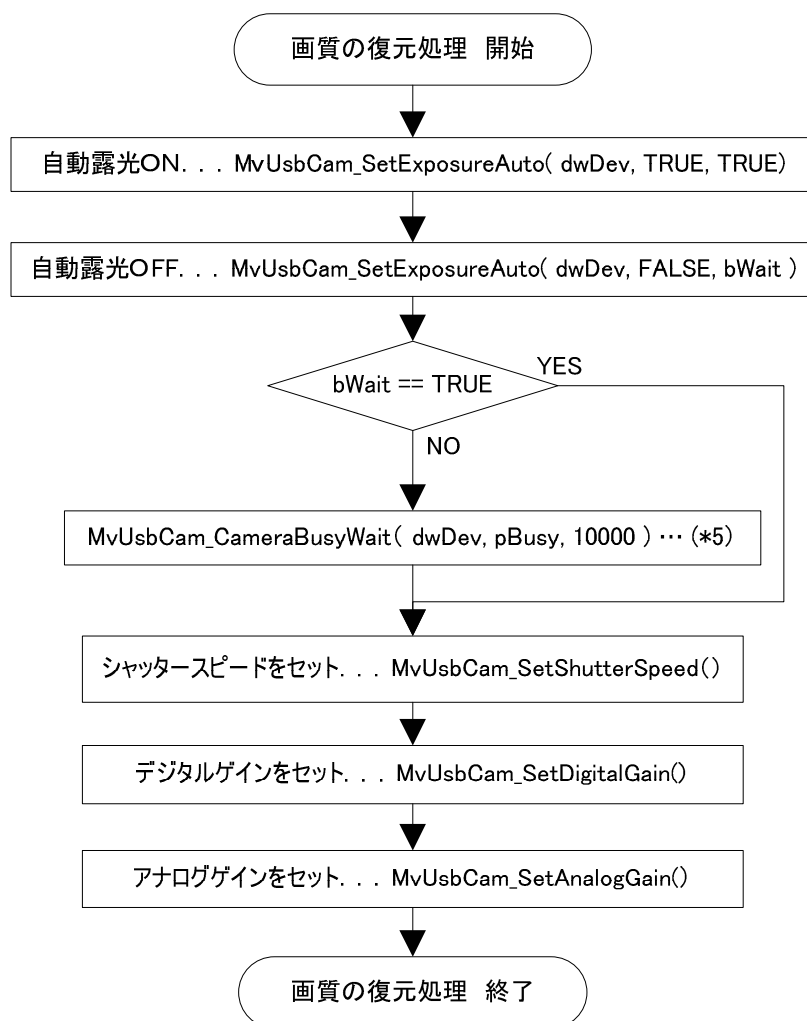 画質の復元処理　開始
自動露光ON. . . MvUsbCam_SetExposureAuto( dwDev, TRUE, TRUE)
自動露光OFF. . . MvUsbCam_SetExposureAuto( dwDev, FALSE, bWait )
YES
bWait == TRUE
NO
MvUsbCam_CameraBusyWait( dwDev, pBusy, 10000 ) … (*5)
シャッタースピードをセット. . . MvUsbCam_SetShutterSpeed()
デジタルゲインをセット. . . MvUsbCam_SetDigitalGain()
アナログゲインをセット. . . MvUsbCam_SetAnalogGain()
画質の復元処理　終了